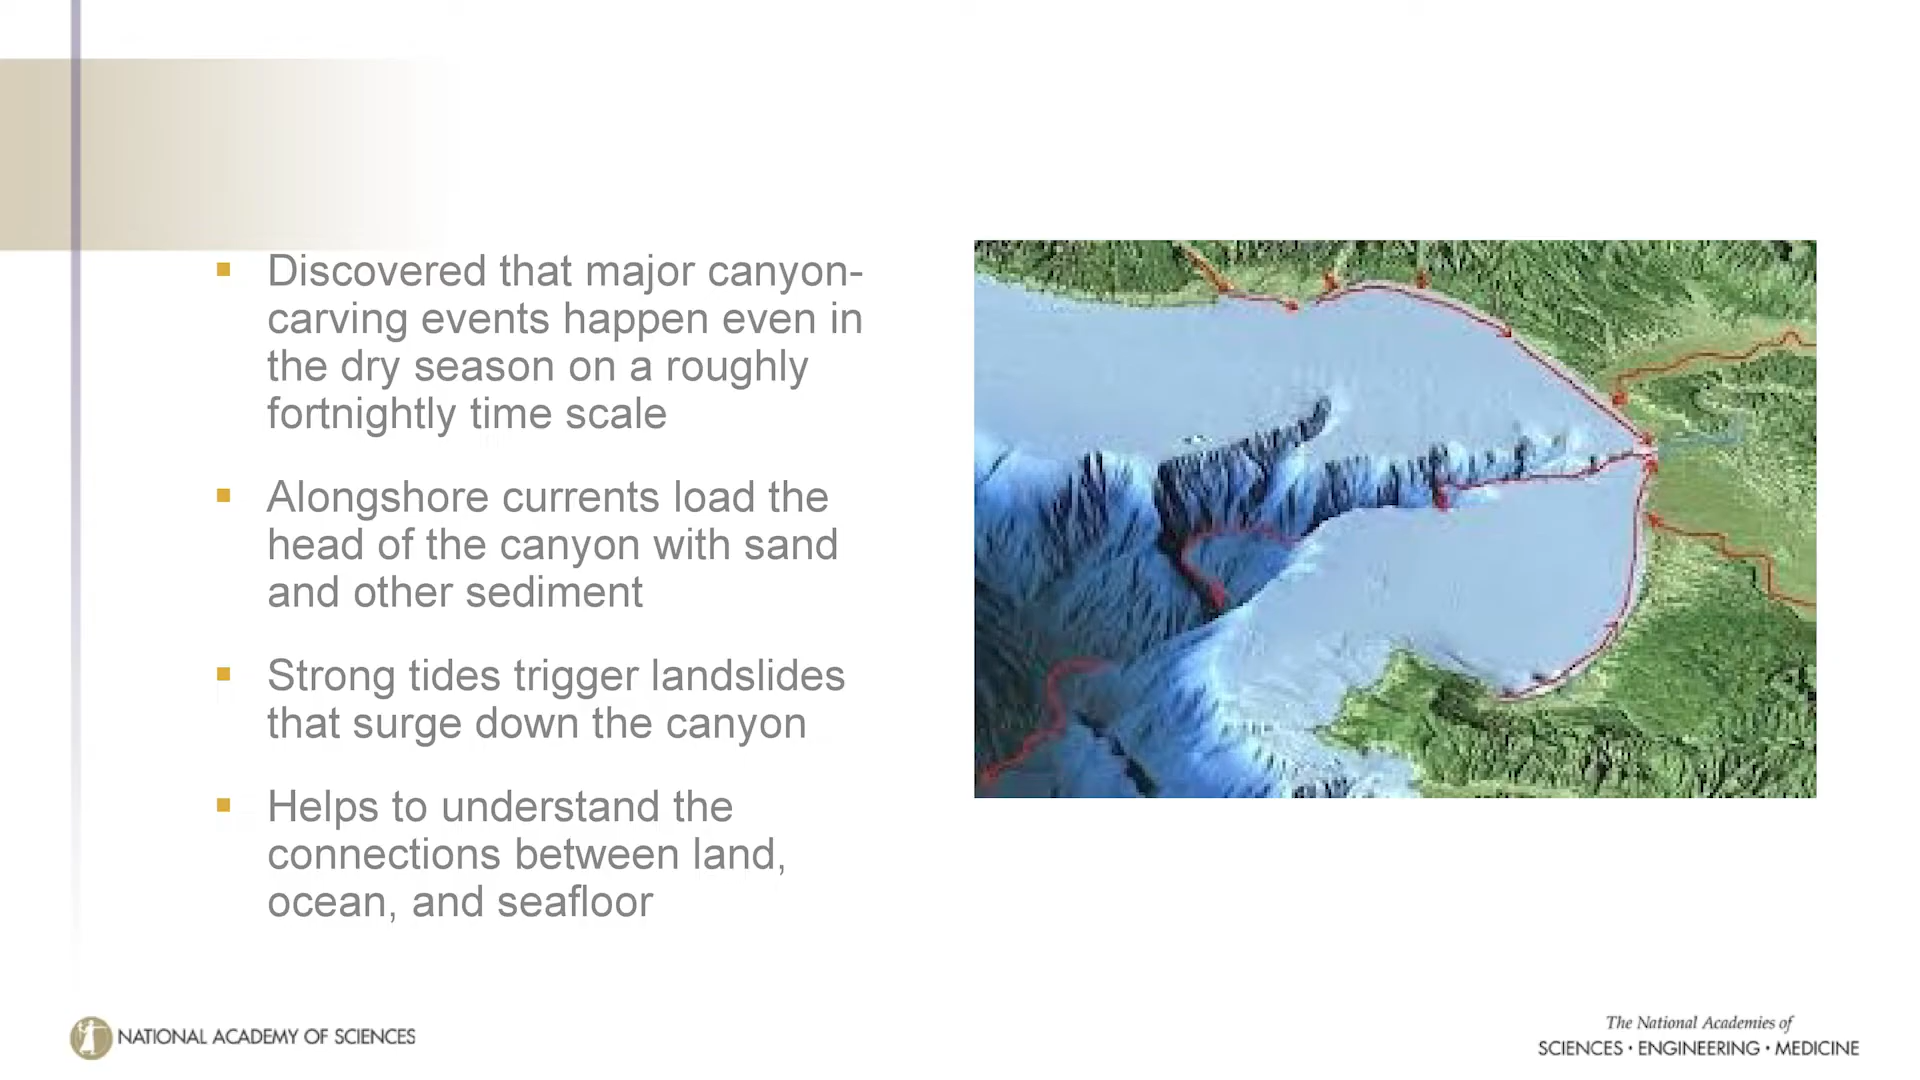 Discovered that major canyon-
carving events happen even in
the dry season on a roughly
fortnightly time scale
Alongshore currents load the
head of the canyon with sand
and other sediment
Strong tides trigger landslides
that surge down the canyon
Helps to understand the
connections between land,
ocean, and seafloor
NATIONAL ACADEMY OF SCIENCES
The National Academies of
SCIENCES · ENGINEERING · MEDICINE